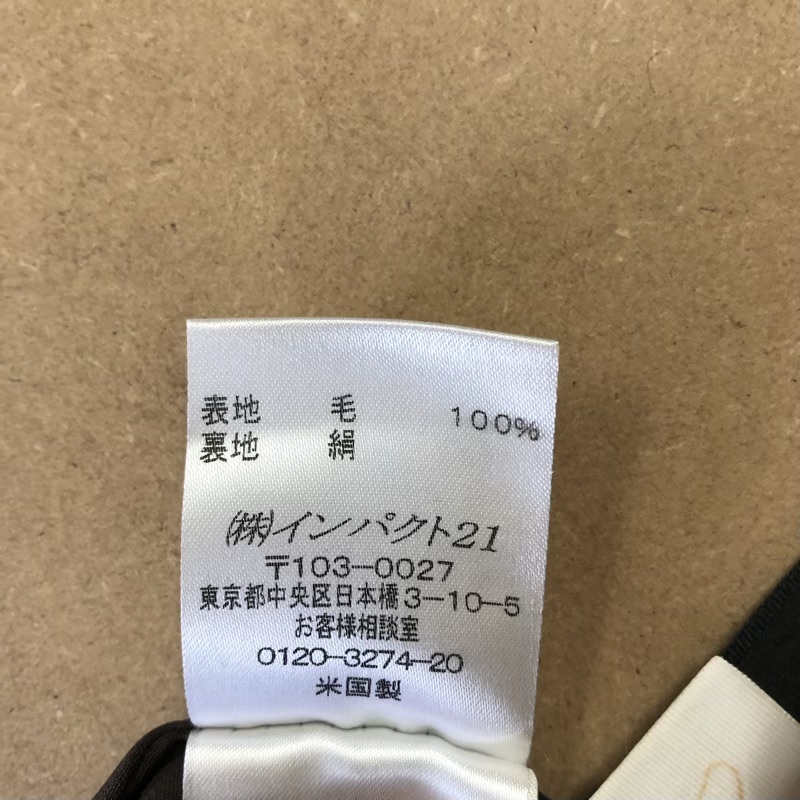 表地 毛 100%
裏地 絹
(株)インパクト21
〒103-0027
東京都中央区日本橋3-10-5
お客様相談室
0120-3274-20
米国製